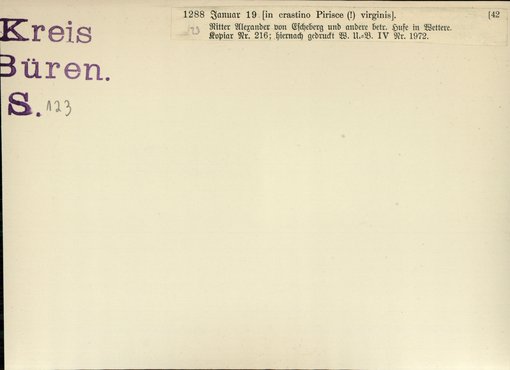 Kreis
Büren.
S. 123
1288 Januar 19 [in crastino Pirisce (!) virginis]. [42
Ritter Alexander von Escheberg und andere betr. Hufe in Wettere.
Kopiar Nr. 216; hiernach gedruckt W. U.-B. IV Nr. 1972.